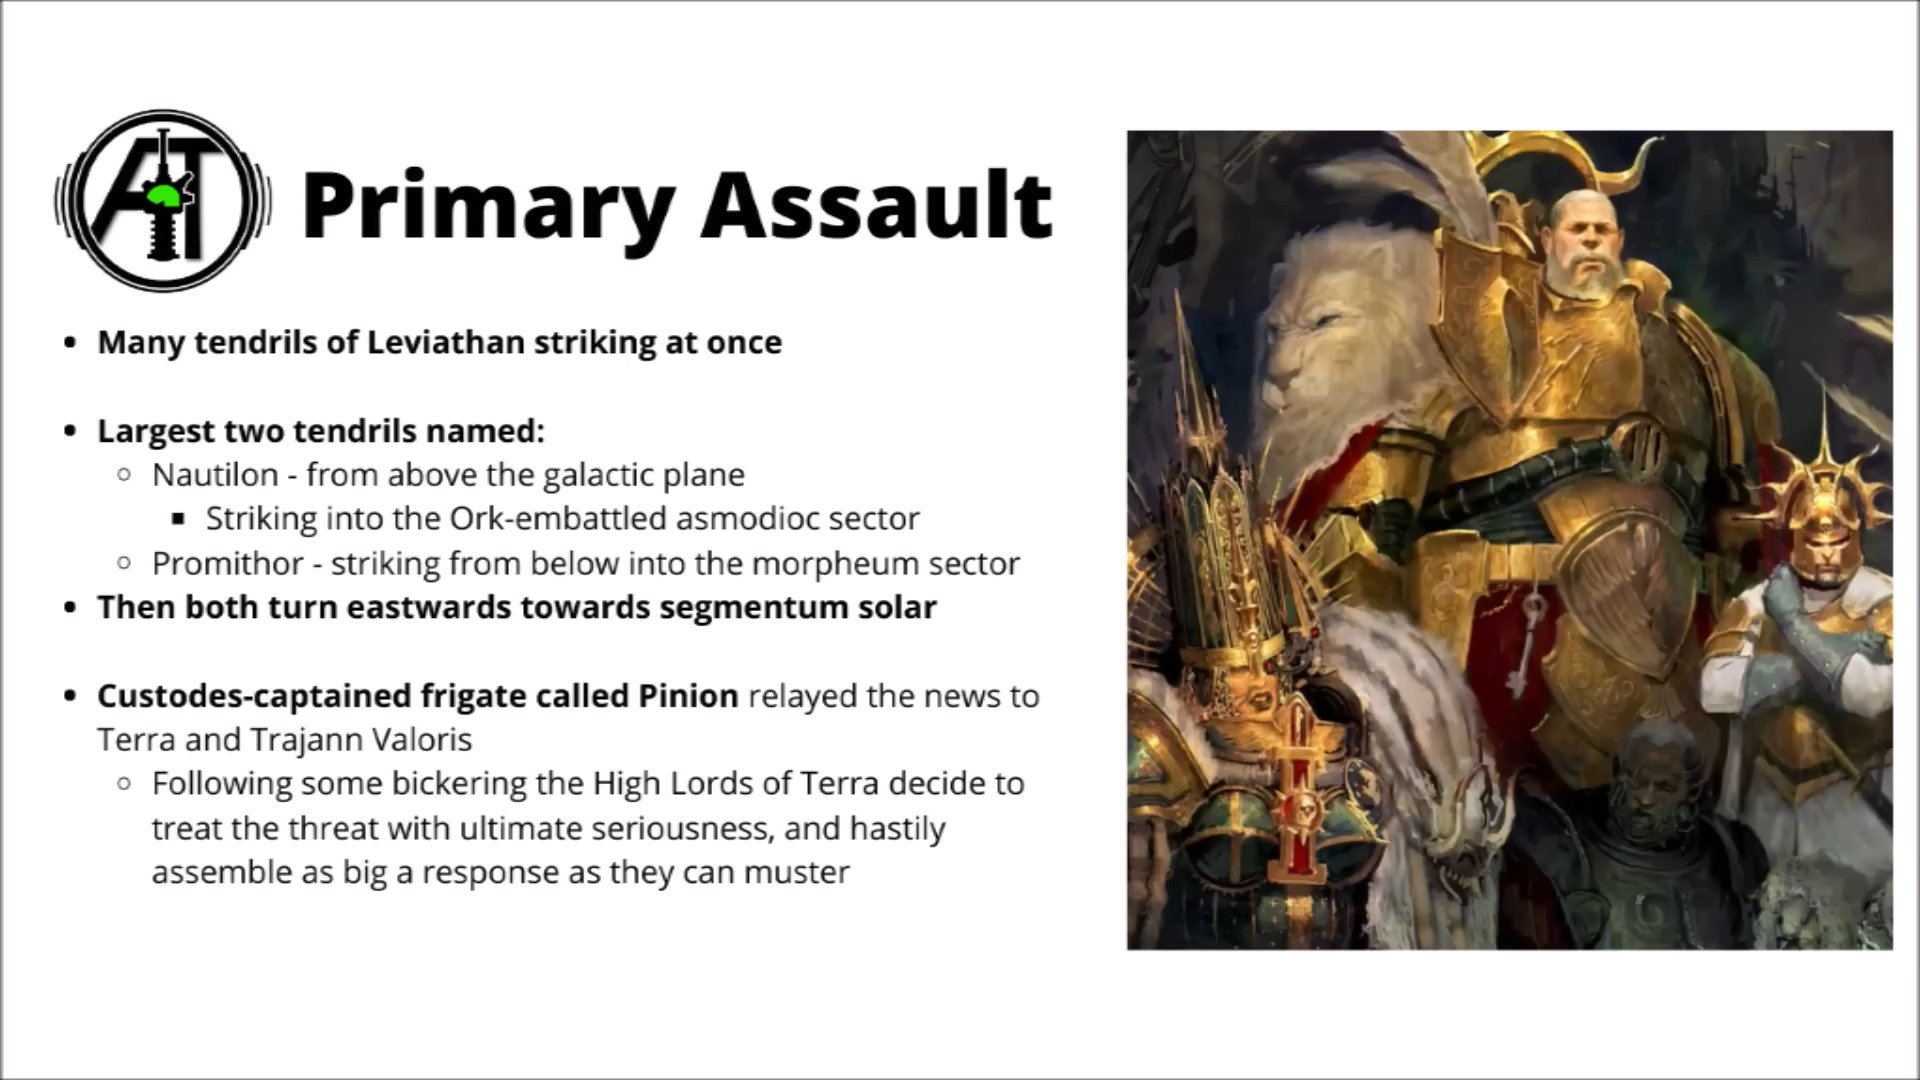 AT
Primary Assault
• Many tendrils of Leviathan striking at once
• Largest two tendrils named:
○ Nautilon - from above the galactic plane
▪ Striking into the Ork-embattled asmodioc sector
○ Promithor - striking from below into the morpheum sector
• Then both turn eastwards towards segmentum solar
• Custodes-captained frigate called Pinion relayed the news to
Terra and Trajann Valoris
○ Following some bickering the High Lords of Terra decide to
treat the threat with ultimate seriousness, and hastily
assemble as big a response as they can muster